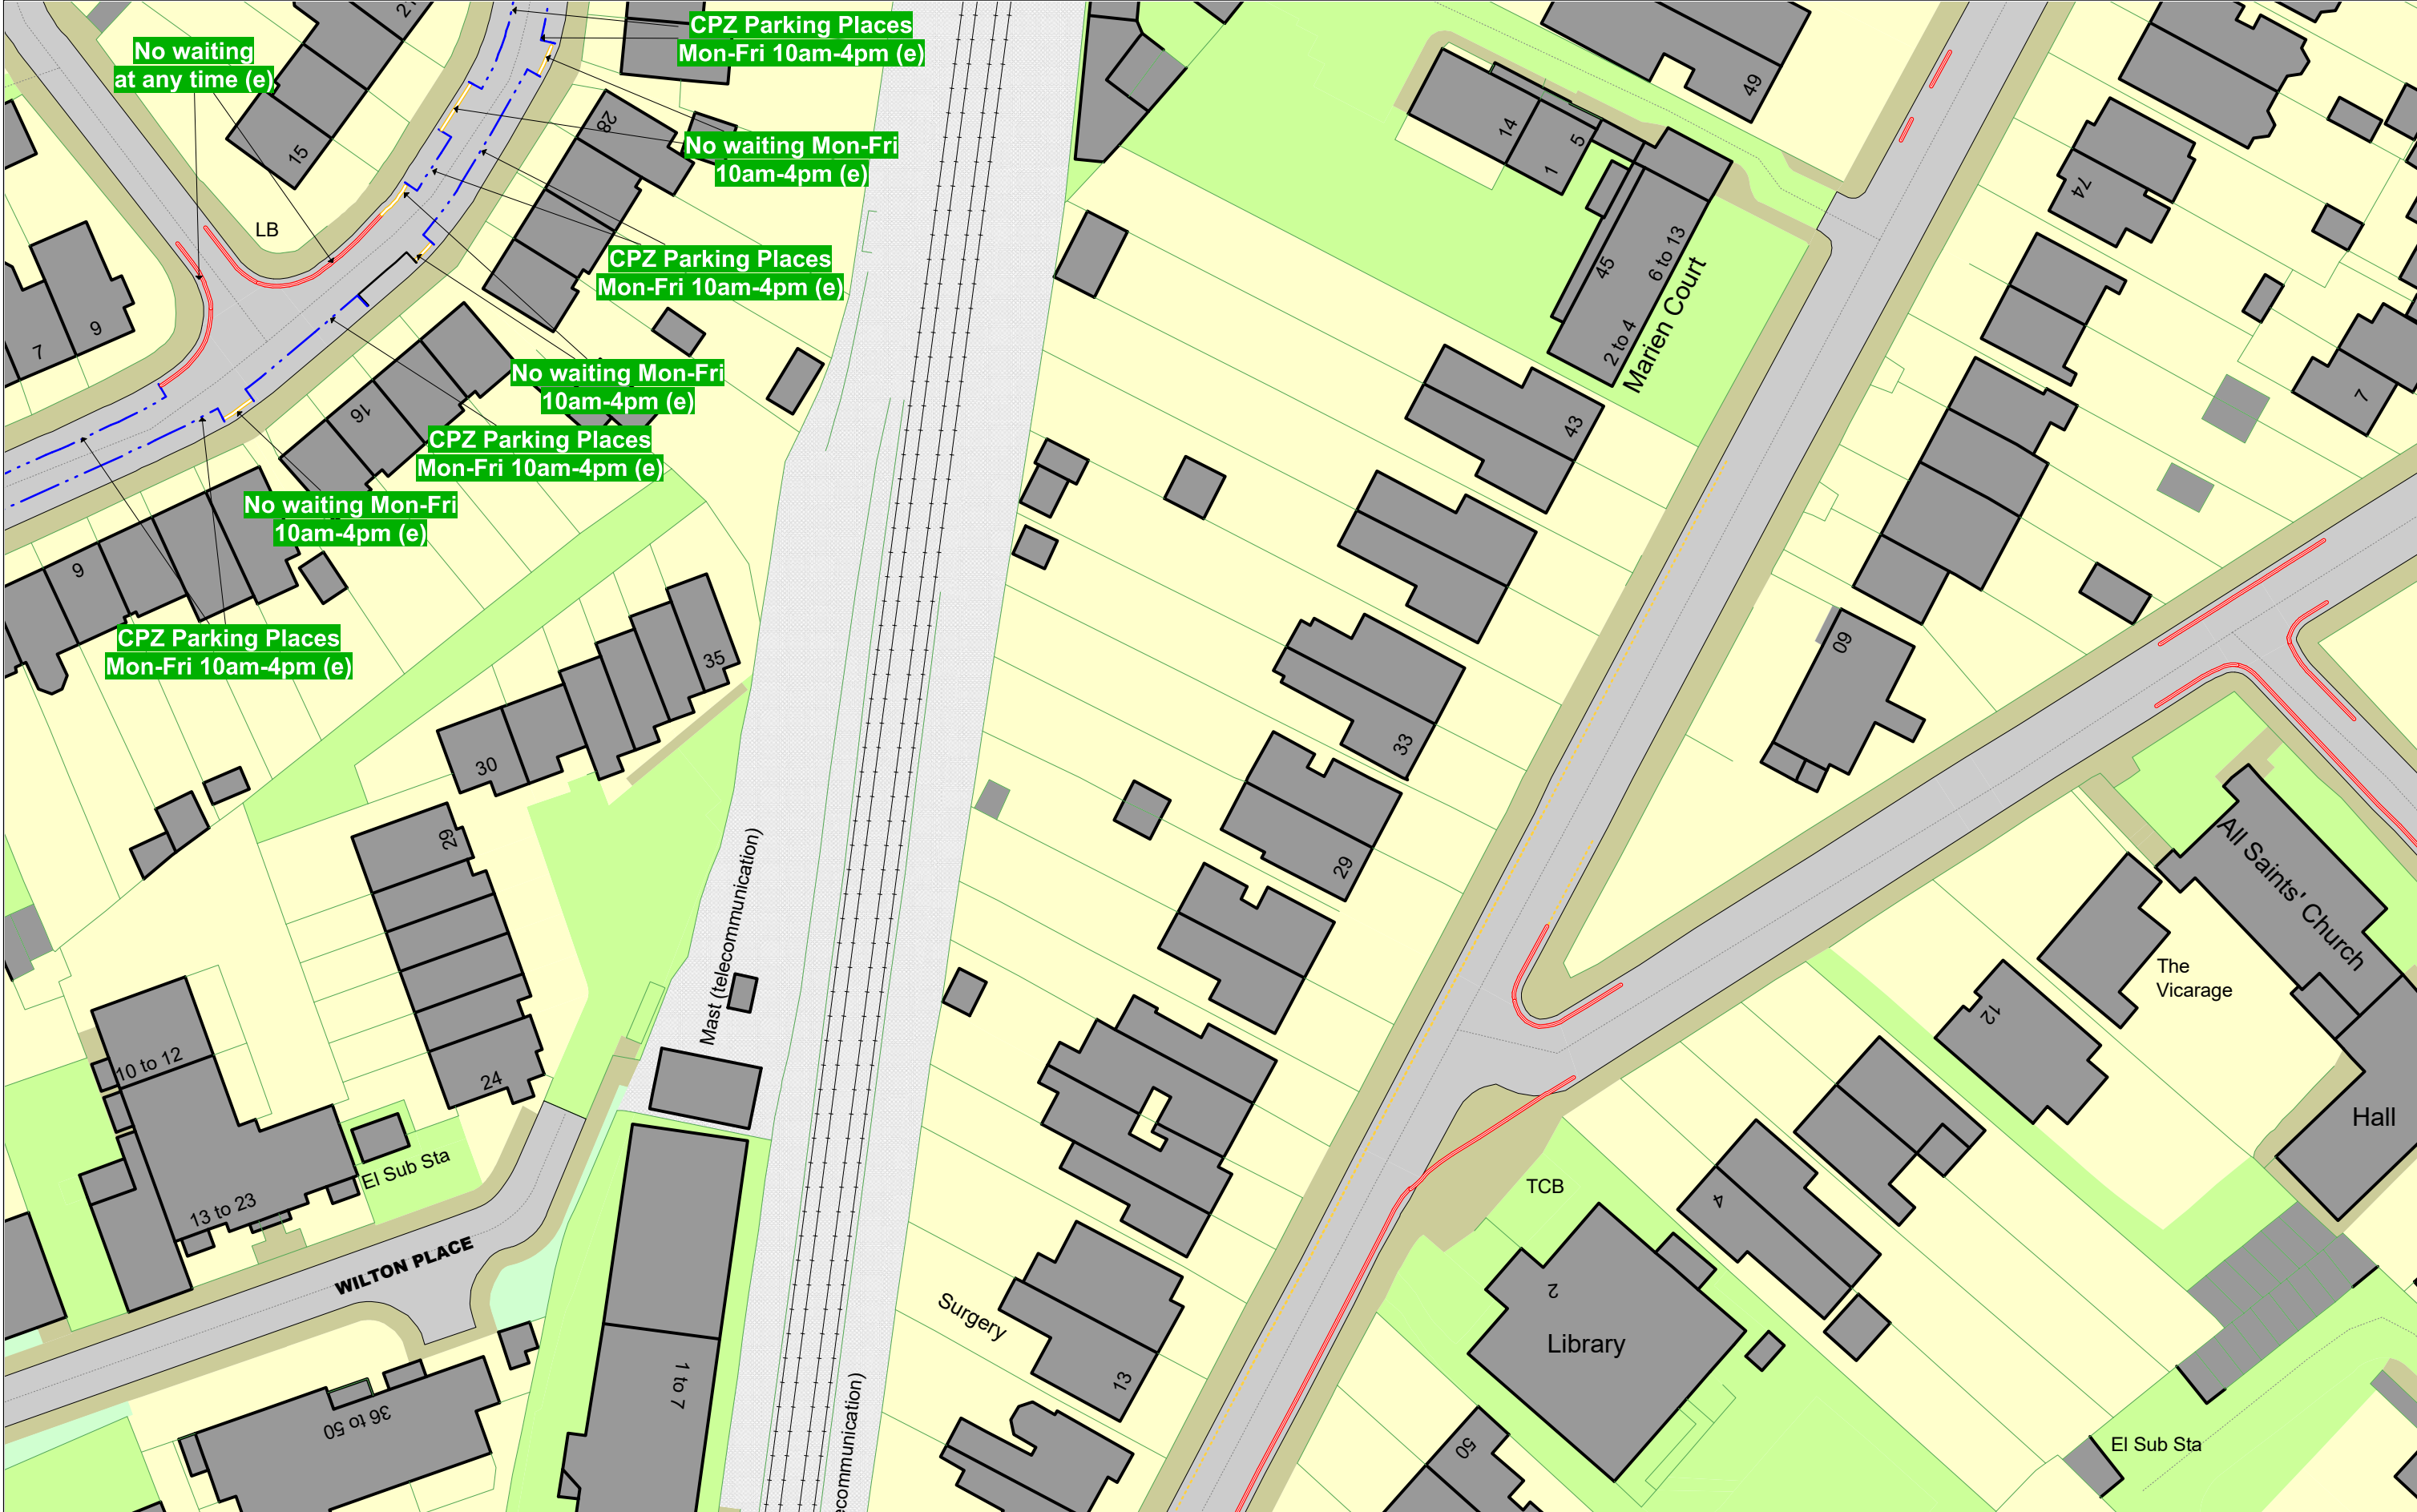 CPZ Parking Places
Mon-Fri 10am-4pm (e)
No waiting
at any time (e)
21
49
28
14
5
1
No waiting Mon-Fri
10am-4pm (e)
15
74
LB
45
6 to 13
CPZ Parking Places
Mon-Fri 10am-4pm (e)
Marien Court
2 to 4
9
7
No waiting Mon-Fri
10am-4pm (e)
7
16
43
CPZ Parking Places
Mon-Fri 10am-4pm (e)
No waiting Mon-Fri
10am-4pm (e)
9
CPZ Parking Places
Mon-Fri 10am-4pm (e)
60
35
33
30
29
29
Mast (telecommunication)
All Saints' Church
The
Vicarage
12
10 to 12
24
Hall
El Sub Sta
TCB
4
13 to 23
WILTON PLACE
2
Surgery
Library
1 to 7
13
36 to 50
ecommunication)
50
El Sub Sta